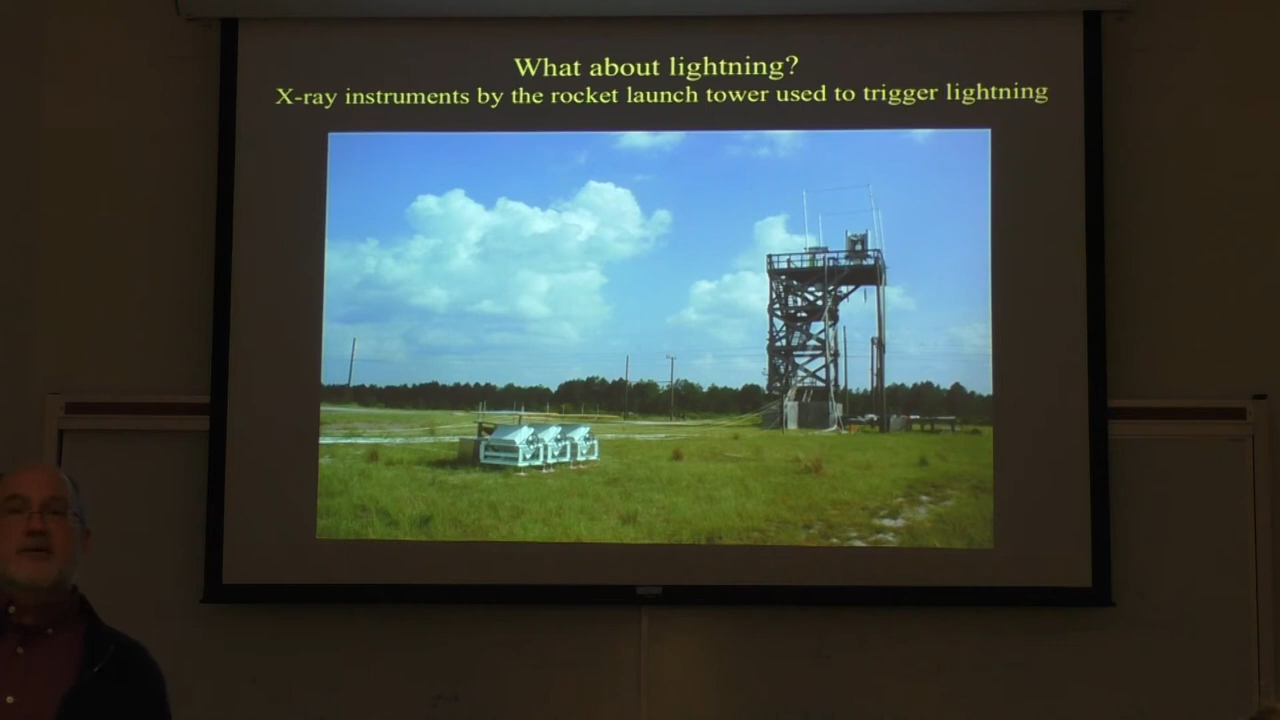 What about lightning?
X-ray instruments by the rocket launch tower used to trigger lightning